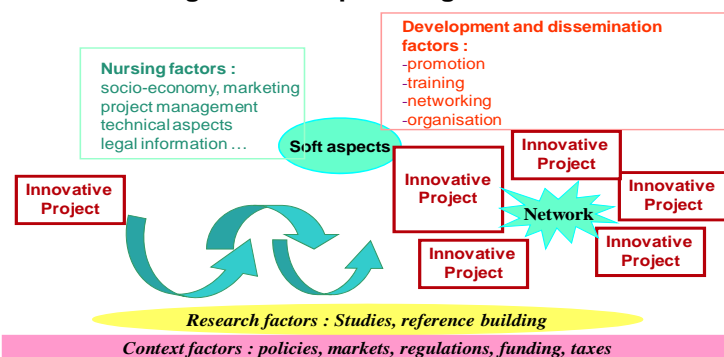 Development and dissemination
factors :
-promotion
-training
-networking
-organisation
Nursing factors :
socio-economy, marketing
project management
technical aspects
legal information ...
Soft aspects
Innovative
Project
Innovative
Project
Innovative
Project
Innovative
Project
Network
Innovative
Project
Innovative
Project
Research factors : Studies, reference building
Context factors : policies, markets, regulations, funding, taxes